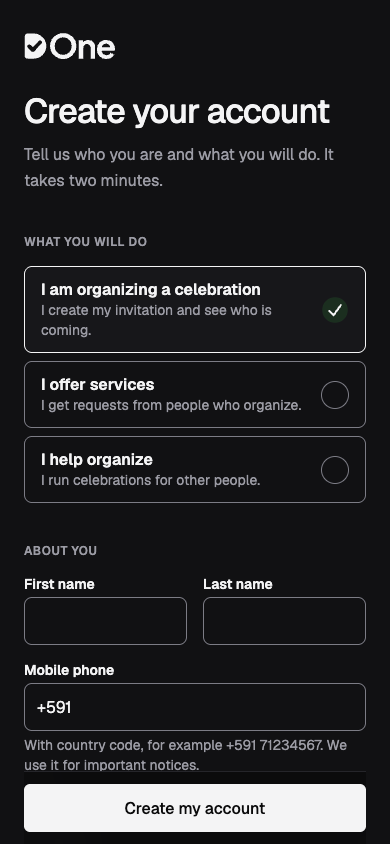 One
Create your account
Tell us who you are and what you will do. It
takes two minutes.
WHAT YOU WILL DO
I am organizing a celebration
I create my invitation and see who is
coming.
I offer services
I get requests from people who organize.
I help organize
I run celebrations for other people.
ABOUT YOU
First name
Last name
Mobile phone
+591
With country code, for example +591 71234567. We
use it for important notices.
Create my account